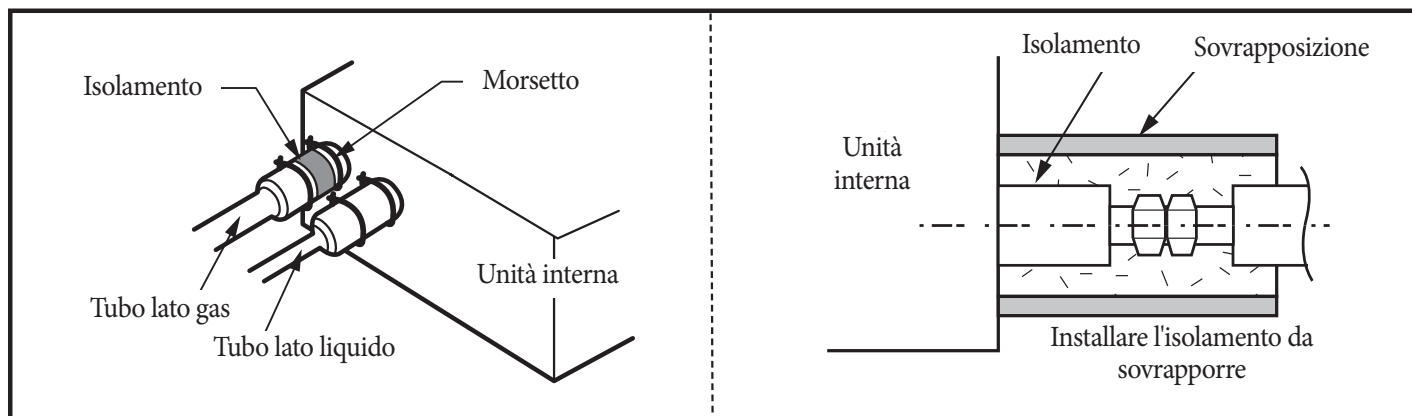 Isolamento
Morsetto
Unità interna
Tubo lato gas
Tubo lato liquido
Isolamento
Sovrapposizione
Unità
interna
Installare l'isolamento da
sovrapporre